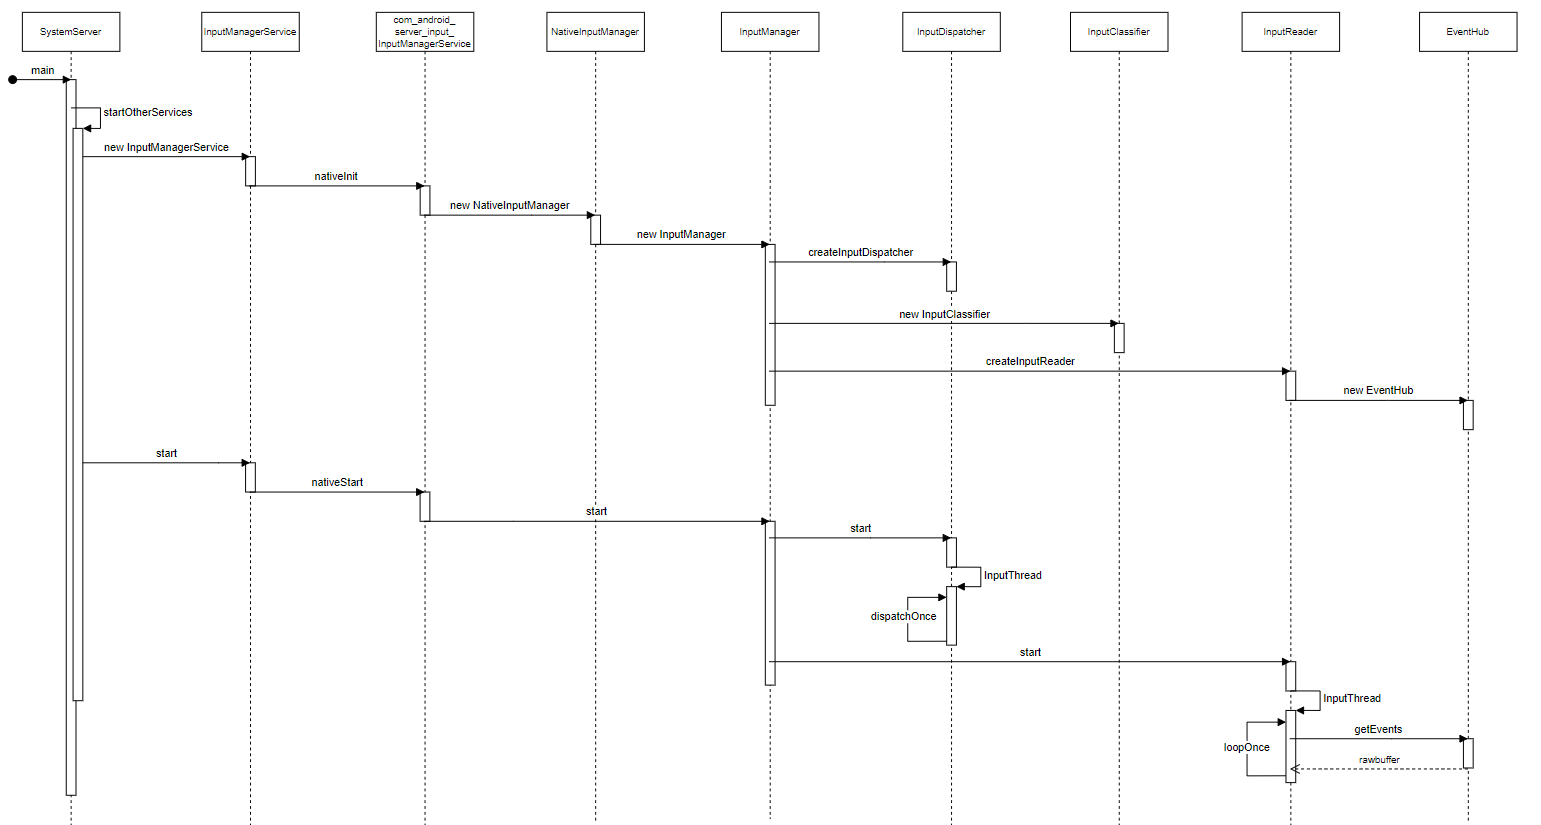 SystemServer
InputManagerService
com_android_
server_input_
InputManagerService
NativeInputManager
InputManager
InputDispatcher
InputClassifier
InputReader
EventHub
main
startOtherServices
new InputManagerService
nativeInit
new NativeInputManager
new InputManager
createInputDispatcher
new InputClassifier
createInputReader
new EventHub
start
nativeStart
start
start
InputThread
dispatchOnce
start
InputThread
getEvents
loopOnce
rawbuffer